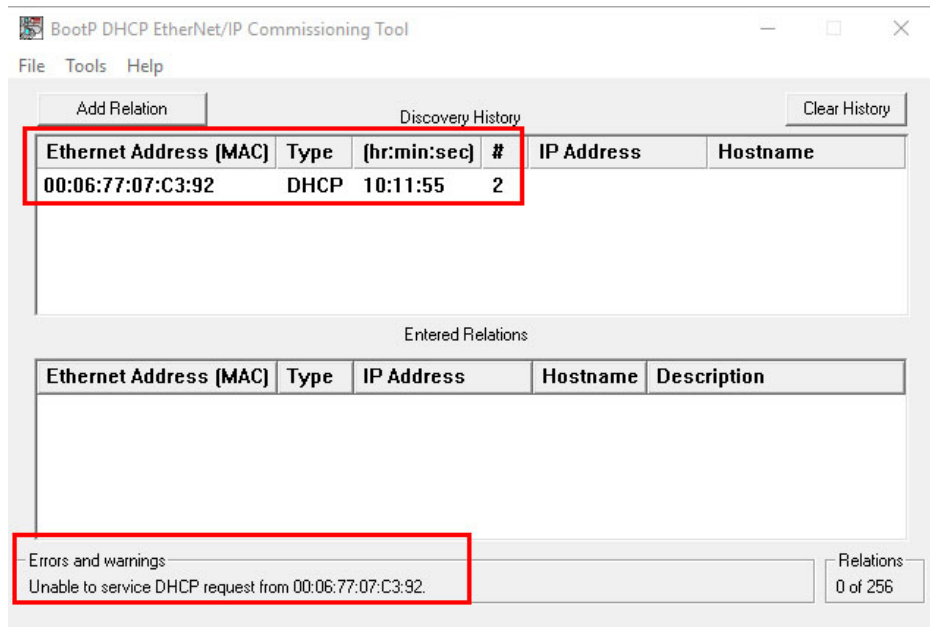 BootP DHCP EtherNet/IP Commissioning Tool
File Tools Help
Add Relation
Discovery History
Clear History
Ethernet Address (MAC) Type (hr:min:sec) # IP Address Hostname
00:06:77:07:C3:92 DHCP 10:11:55 2
Entered Relations
Ethernet Address (MAC) Type IP Address Hostname Description
Errors and warnings
Unable to service DHCP request from 00:06:77:07:C3:92.
Relations
0 of 256